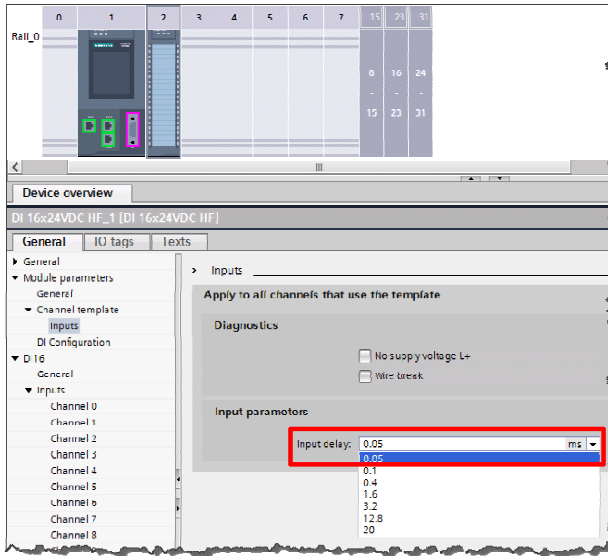 0 1 2 3 4 5 6 7 15 23 31
Rail_0
SIEMENS
8 16 24
- - -
15 23 31
Device overview
DI 16x24VDC HF_1 [DI 16x24VDC HF]
General IO tags Texts
General
Module parameters
General
Channel template
Inputs
DI Configuration
DI 16
General
Inputs
Channel 0
Channel 1
Channel 2
Channel 3
Channel 4
Channel 5
Channel 6
Channel 7
Channel 8
Inputs
Apply to all channels that use the template
Diagnostics
No supply voltage L+
Wire break
Input parameters
Input delay: 0.05 ms
0.05
0.1
0.4
1.6
3.2
12.8
20